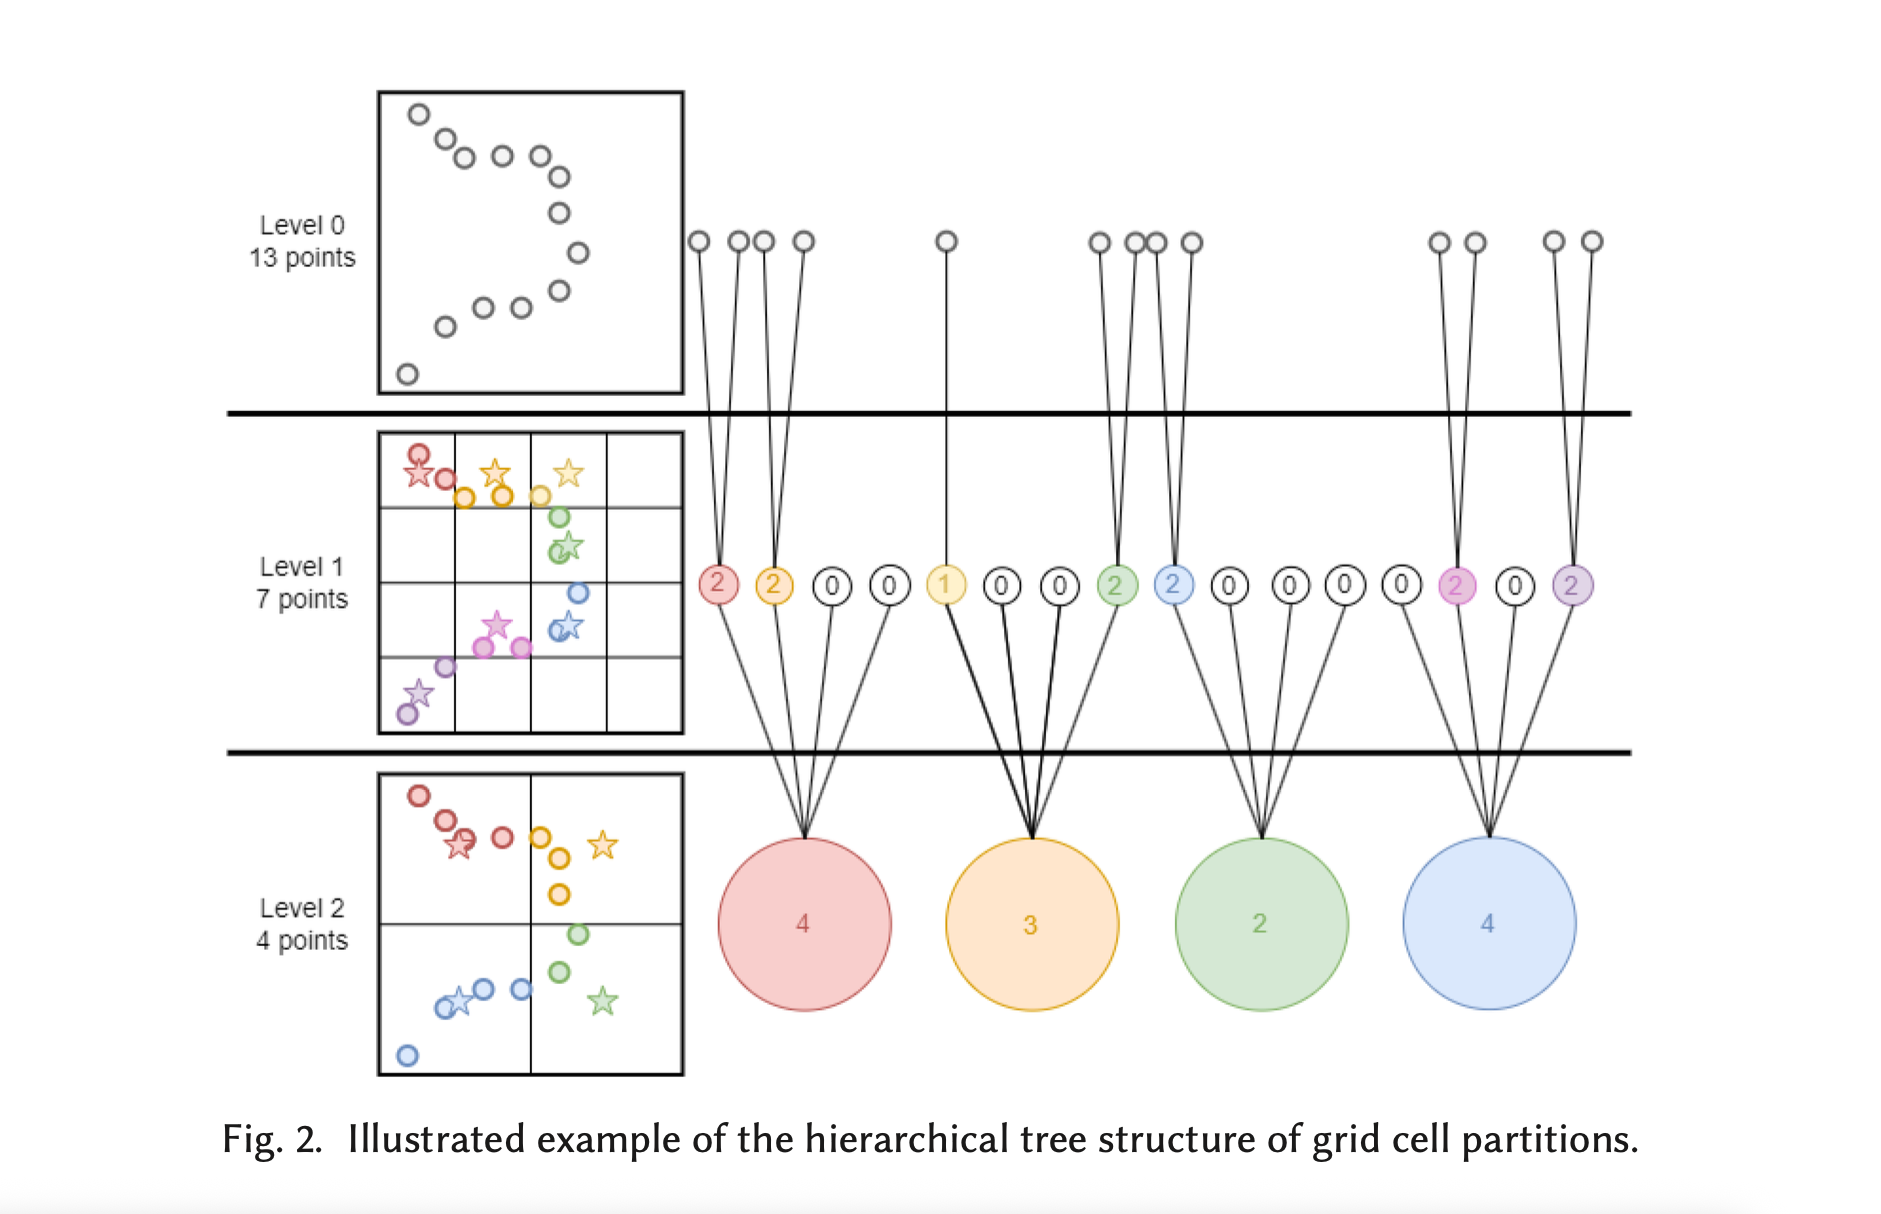 Level 0
13 points
Level 1
7 points
2 2 0 0 1 0 0 2 2 0 0 0 0 2 0 2
Level 2
4 points
4 3 2 4
Fig. 2. Illustrated example of the hierarchical tree structure of grid cell partitions.